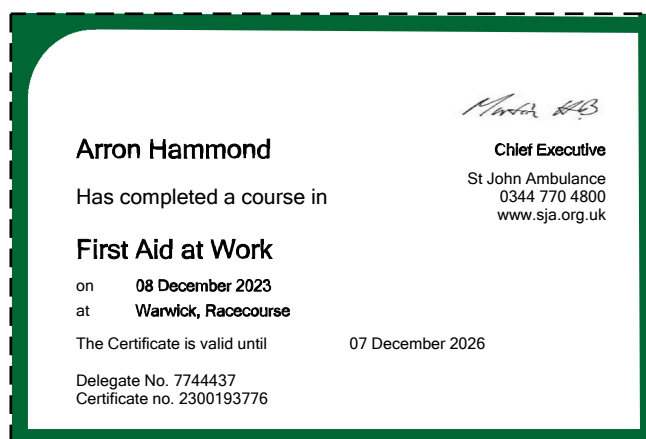 Arron Hammond
Has completed a course in
First Aid at Work
on 08 December 2023
at Warwick, Racecourse
The Certificate is valid until 07 December 2026
Delegate No. 7744437
Certificate no. 2300193776
Chief Executive
St John Ambulance
0344 770 4800
www.sja.org.uk